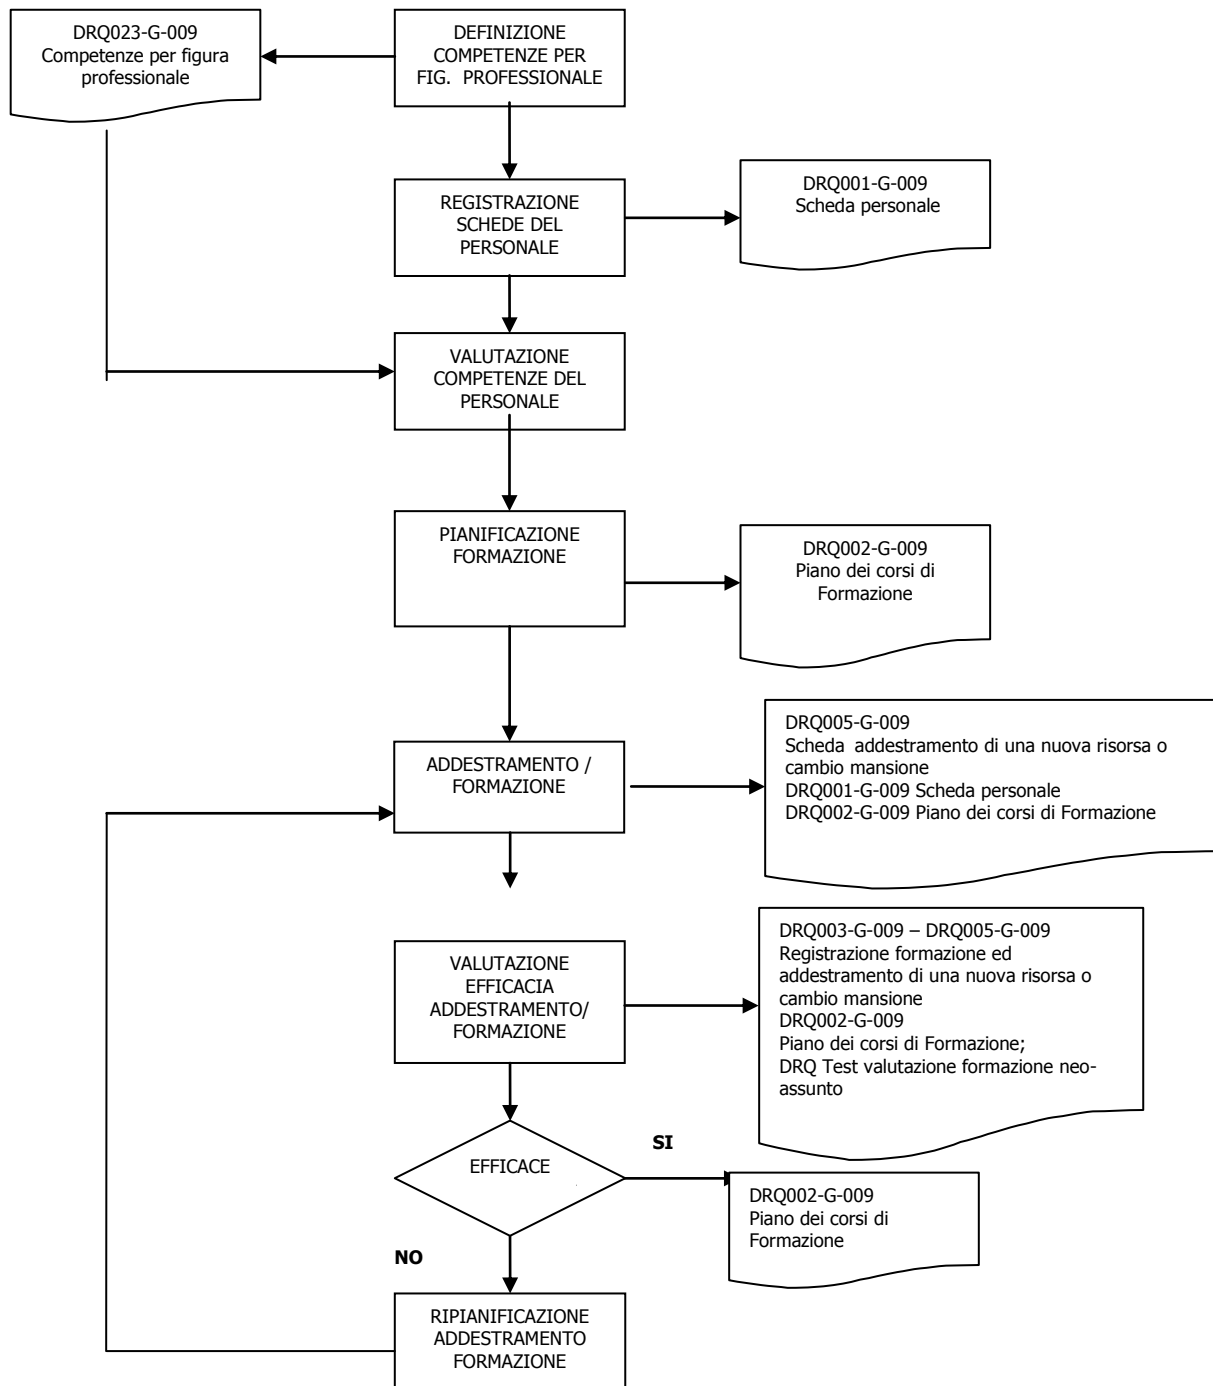 DRQ023-G-009
Competenze per figura
professionale
DEFINIZIONE
COMPETENZE PER
FIG. PROFESSIONALE
REGISTRAZIONE
SCHEDE DEL
PERSONALE
DRQ001-G-009
Scheda personale
VALUTAZIONE
COMPETENZE DEL
PERSONALE
PIANIFICAZIONE
FORMAZIONE
DRQ002-G-009
Piano dei corsi di
Formazione
ADDESTRAMENTO /
FORMAZIONE
DRQ005-G-009
Scheda addestramento di una nuova risorsa o
cambio mansione
DRQ001-G-009 Scheda personale
DRQ002-G-009 Piano dei corsi di Formazione
VALUTAZIONE
EFFICACIA
ADDESTRAMENTO/
FORMAZIONE
DRQ003-G-009 – DRQ005-G-009
Registrazione formazione ed
addestramento di una nuova risorsa o
cambio mansione
DRQ002-G-009
Piano dei corsi di Formazione;
DRQ Test valutazione formazione neo-
assunto
EFFICACE
SI
DRQ002-G-009
Piano dei corsi di
Formazione
NO
RIPIANIFICAZIONE
ADDESTRAMENTO
FORMAZIONE